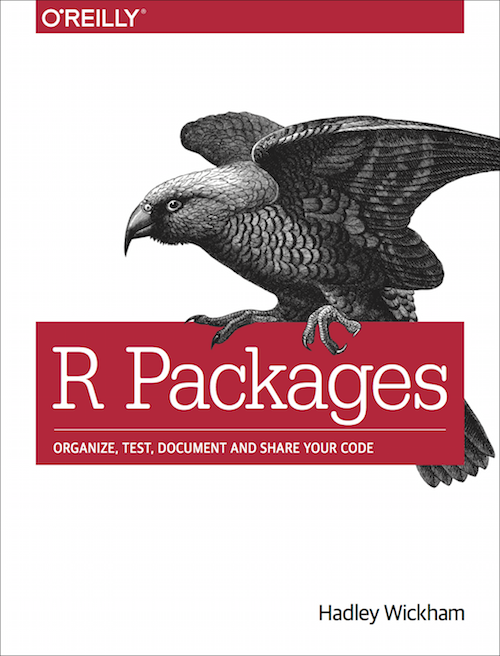 O'REILLY®
R Packages
ORGANIZE, TEST, DOCUMENT AND SHARE YOUR CODE
Hadley Wickham